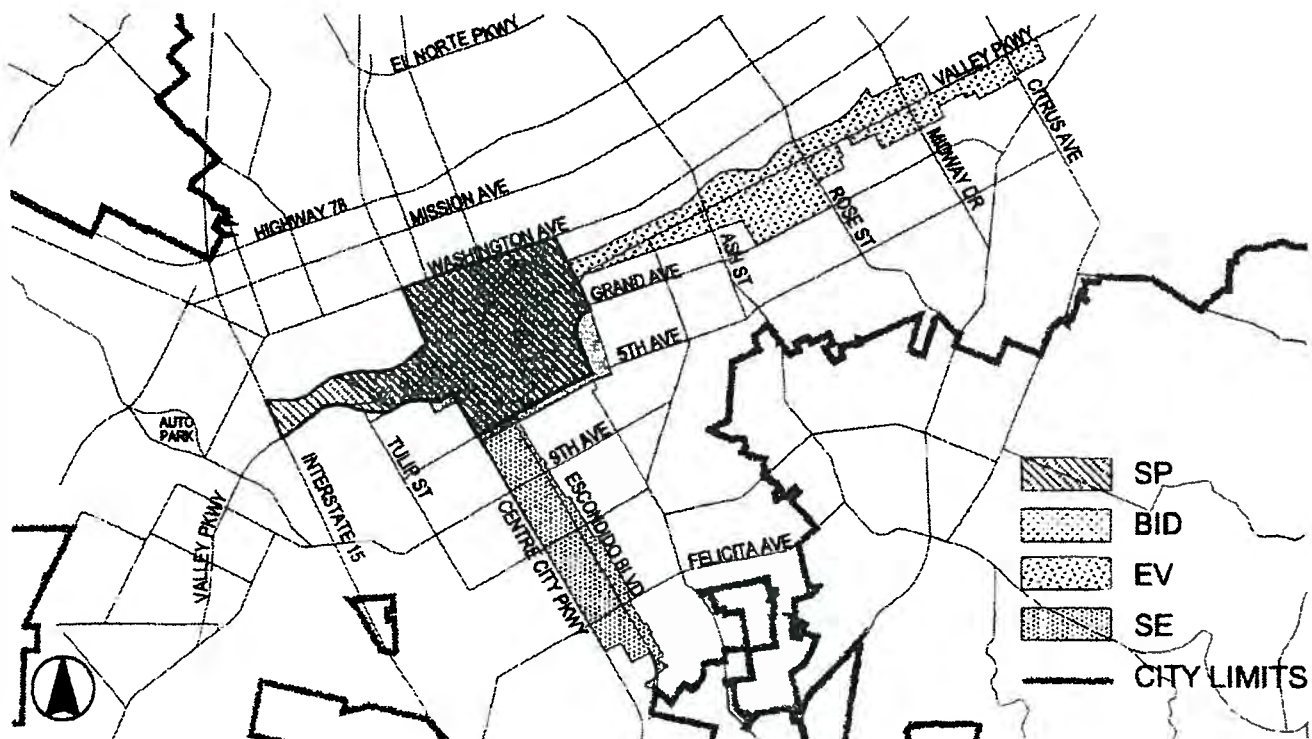 EL NORTE PKWY
VALLEY PKWY
CITRUS AVE
MIDWAY DR
HIGHWAY 78
MISSION AVE
WASHINGTON AVE
ROSE ST
ASH ST
GRAND AVE
5TH AVE
AUTO
PARK
TULIP ST
9TH AVE
INTERSTATE 15
ESCONDIDO BLVD
CENTRE CITY PKWY
VALLEY PKWY
FELICITA AVE
SP
BID
EV
SE
CITY LIMITS